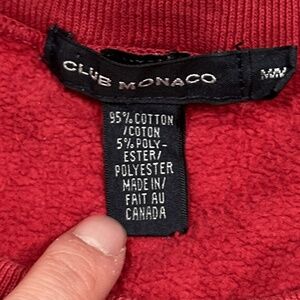 CLUB MONACO
M/M
95% COTTON
/COTON
5% POLY-
ESTER/
POLYESTER
MADE IN/
FAIT AU
CANADA